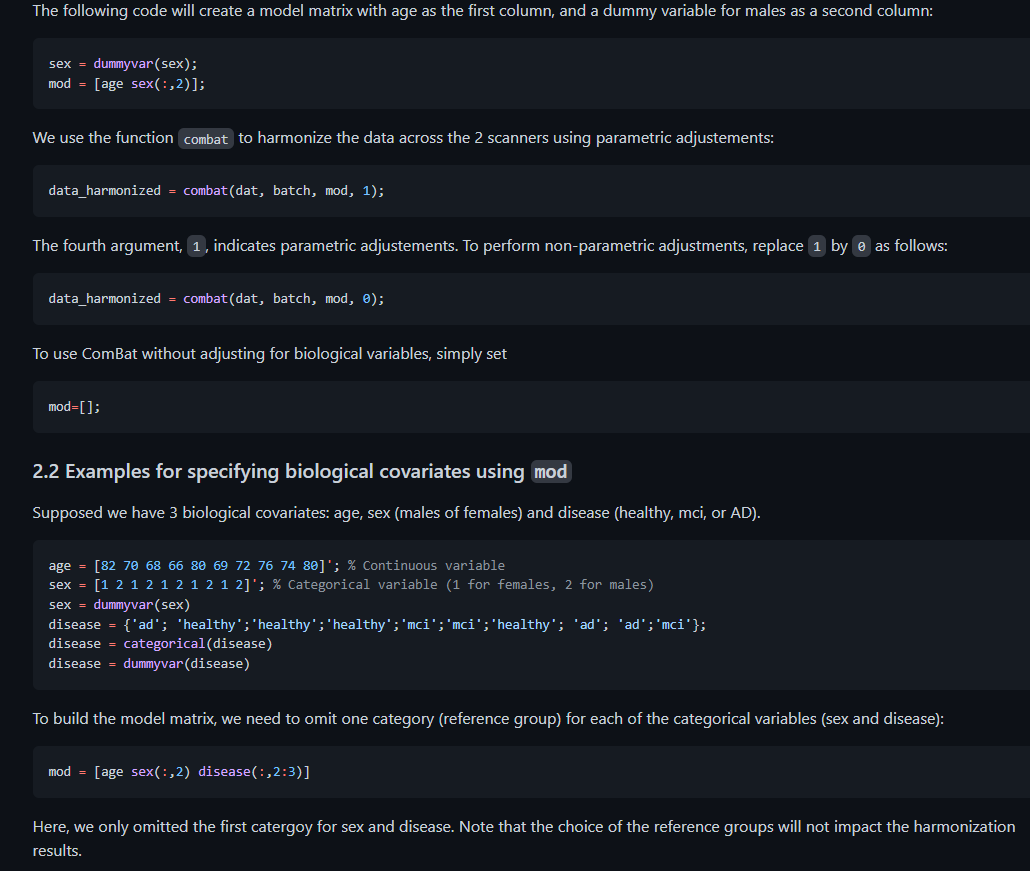 The following code will create a model matrix with age as the first column, and a dummy variable for males as a second column:
sex = dummyvar(sex);
mod = [age sex(:,2)];
We use the function combat to harmonize the data across the 2 scanners using parametric adjustements:
data_harmonized = combat(dat, batch, mod, 1);
The fourth argument, 1, indicates parametric adjustements. To perform non-parametric adjustments, replace 1 by 0 as follows:
data_harmonized = combat(dat, batch, mod, 0);
To use ComBat without adjusting for biological variables, simply set
mod=[];
2.2 Examples for specifying biological covariates using mod
Supposed we have 3 biological covariates: age, sex (males of females) and disease (healthy, mci, or AD).
age = [82 70 68 66 80 69 72 76 74 80]'; % Continuous variable
sex = [1 2 1 2 1 2 1 2 1 2]'; % Categorical variable (1 for females, 2 for males)
sex = dummyvar(sex)
disease = {'ad'; 'healthy';'healthy';'healthy';'mci';'mci';'healthy'; 'ad'; 'ad';'mci'};
disease = categorical(disease)
disease = dummyvar(disease)
To build the model matrix, we need to omit one category (reference group) for each of the categorical variables (sex and disease):
mod = [age sex(:,2) disease(:,2:3)]
Here, we only omitted the first catergoy for sex and disease. Note that the choice of the reference groups will not impact the harmonization
results.